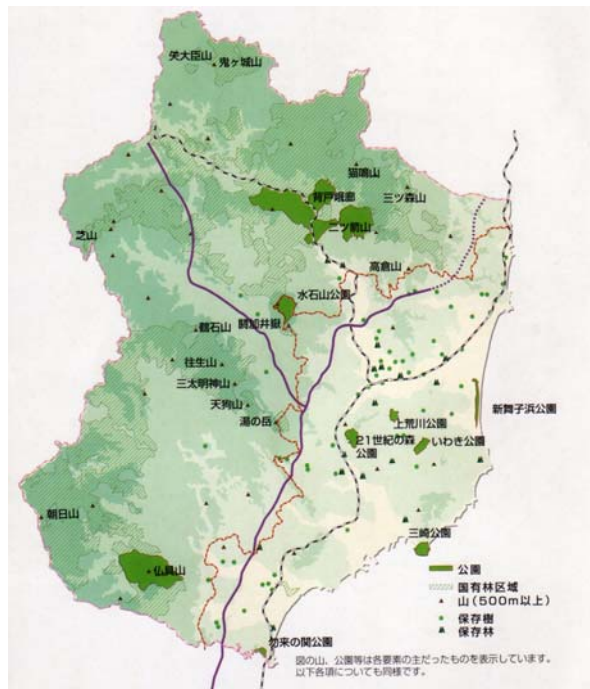 矢大臣山
鬼ヶ城山
猫鳴山
背戸峨廊
三ツ森山
二ツ箭山
芝山
高倉山
水石山公園
閼加井嶽
鶴石山
往生山
三太明神山
天狗山
湯の岳
新舞子浜公園
上荒川公園
21世紀の森
公園
いわき公園
朝日山
三崎公園
仏具山
勿来の関公園
公園
国有林区域
山(500m以上)
保存樹
保存林
図の山、公園等は各要素の主だったものを表示しています。
以下各項についても同様です。